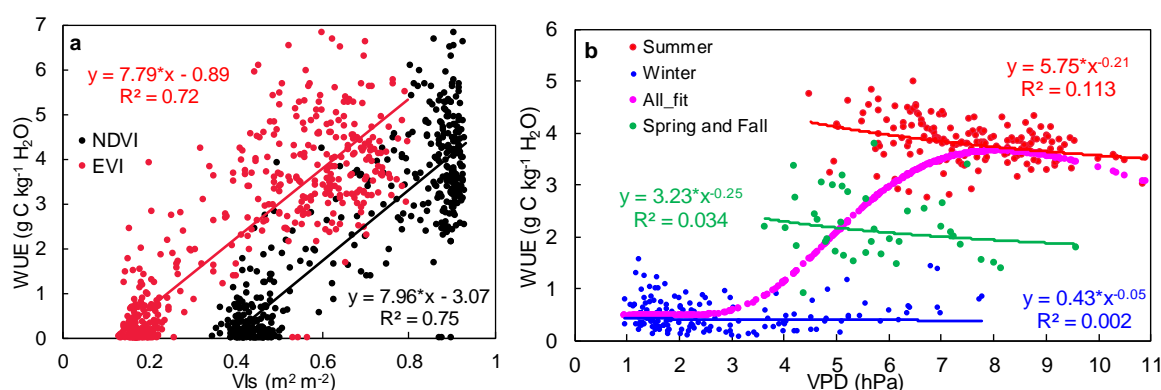 a
y = 7.79*x - 0.89
R² = 0.72
NDVI
EVI
y = 7.96*x - 3.07
R² = 0.75
WUE (g C kg⁻¹ H₂O)
7
6
5
4
3
2
1
0
0 0.2 0.4 0.6 0.8 1
VIs (m² m⁻²)
b
Summer
Winter
All_fit
Spring and Fall
y = 5.75*x⁻⁰·²¹
R² = 0.113
y = 3.23*x⁻⁰·²⁵
R² = 0.034
y = 0.43*x⁻⁰·⁰⁵
R² = 0.002
WUE (g C kg⁻¹ H₂O)
6
5
4
3
2
1
0
0 1 2 3 4 5 6 7 8 9 10 11
VPD (hPa)